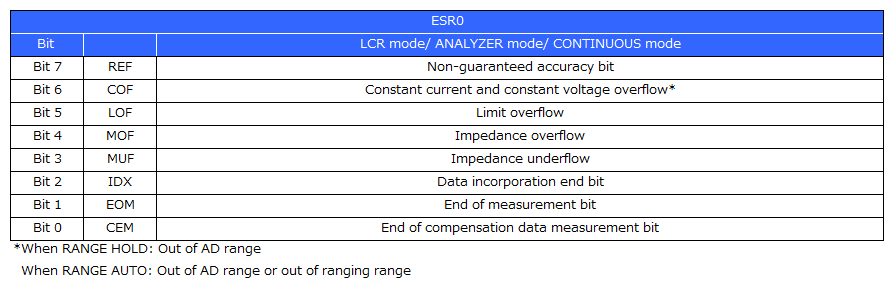 ESR0
Bit LCR mode/ ANALYZER mode/ CONTINUOUS mode
Bit 7 REF Non-guaranteed accuracy bit
Bit 6 COF Constant current and constant voltage overflow*
Bit 5 LOF Limit overflow
Bit 4 MOF Impedance overflow
Bit 3 MUF Impedance underflow
Bit 2 IDX Data incorporation end bit
Bit 1 EOM End of measurement bit
Bit 0 CEM End of compensation data measurement bit
*When RANGE HOLD: Out of AD range
When RANGE AUTO: Out of AD range or out of ranging range